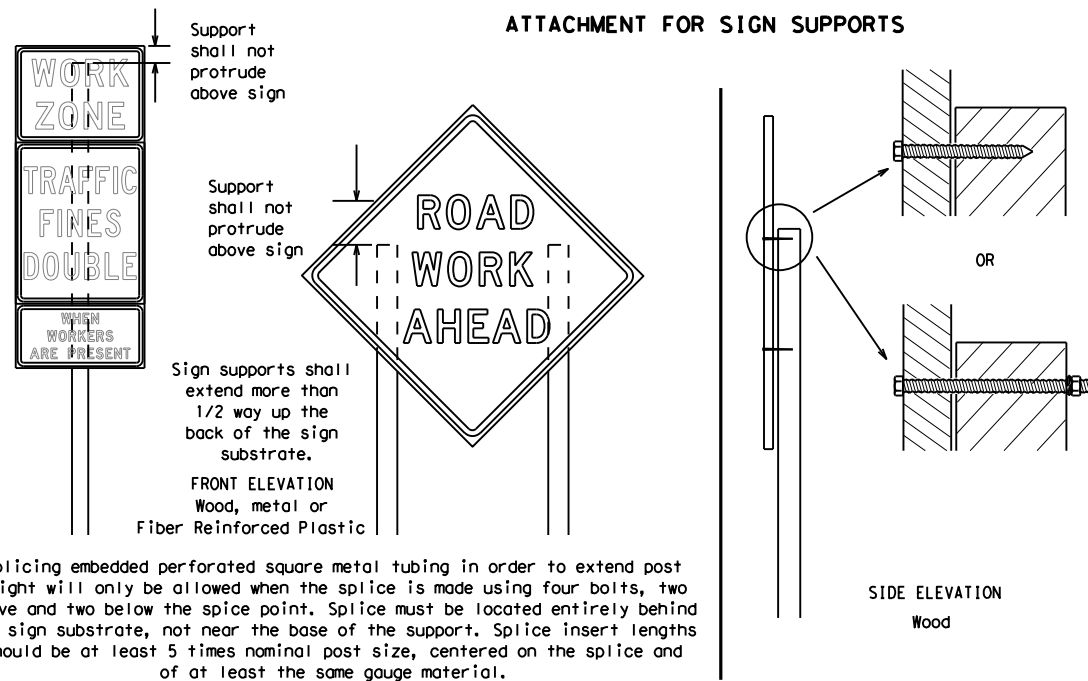 ATTACHMENT FOR SIGN SUPPORTS
Support
shall not
protrude
above sign
WORK
ZONE
TRAFFIC
FINES
DOUBLE
WHEN
WORKERS
ARE PRESENT
Support
shall not
protrude
above sign
ROAD
WORK
AHEAD
Sign supports shall
extend more than
1/2 way up the
back of the sign
substrate.
FRONT ELEVATION
Wood, metal or
Fiber Reinforced Plastic
OR
SIDE ELEVATION
Wood
plicing embedded perforated square metal tubing in order to extend post
ight will only be allowed when the splice is made using four bolts, two
ve and two below the spice point. Splice must be located entirely behind
sign substrate, not near the base of the support. Splice insert lengths
hould be at least 5 times nominal post size, centered on the splice and
of at least the same gauge material.